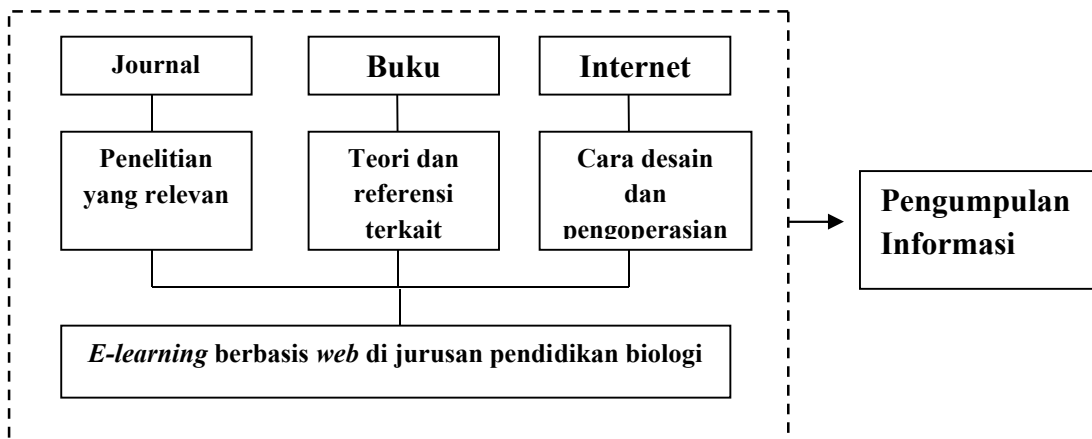 Journal
Buku
Internet
Penelitian
yang relevan
Teori dan
referensi
terkait
Cara desain
dan
pengoperasian
Pengumpulan
Informasi
E-learning berbasis web di jurusan pendidikan biologi